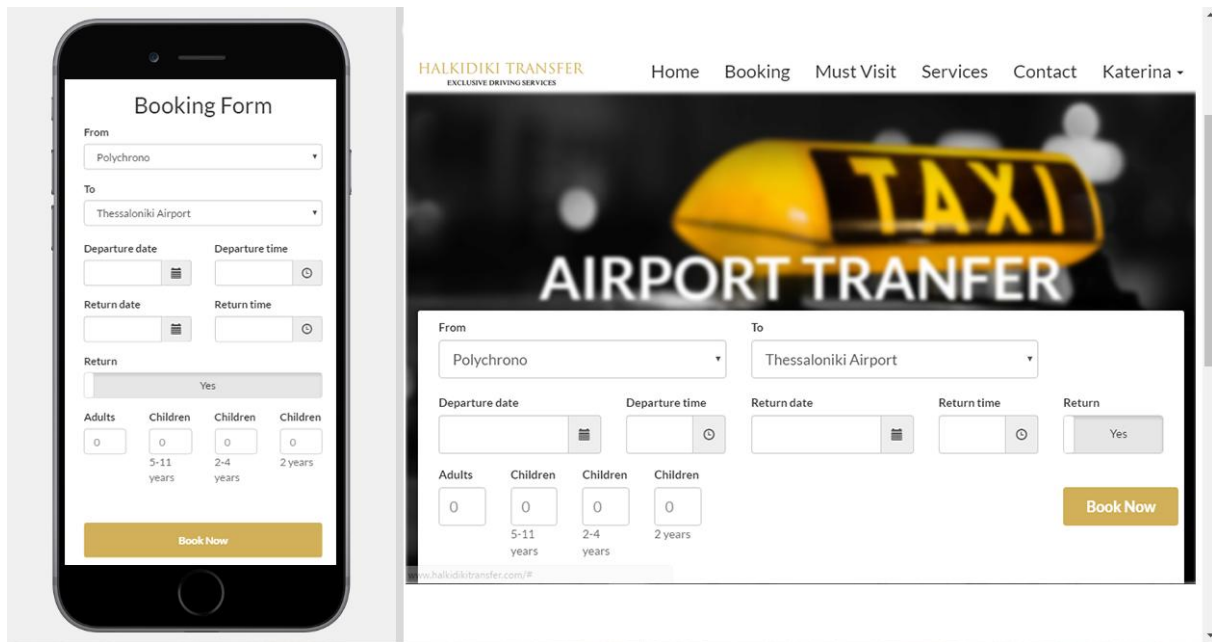 Booking Form
From
Polychrono
To
Thessaloniki Airport
Departure date Departure time
Return date Return time
Return
Yes
Adults Children Children Children
0 0 0 0
5-11 2-4 2 years
years years
Book Now
HALKIDIKI TRANSFER
EXCLUSIVE DRIVING SERVICES
Home Booking Must Visit Services Contact Katerina
TAXI
AIRPORT TRANFER
From To
Polychrono Thessaloniki Airport
Departure date Departure time Return date Return time Return
Yes
Adults Children Children Children
0 0 0 0 Book Now
5-11 2-4 2 years
years years
www.halkidikitransfer.com/#